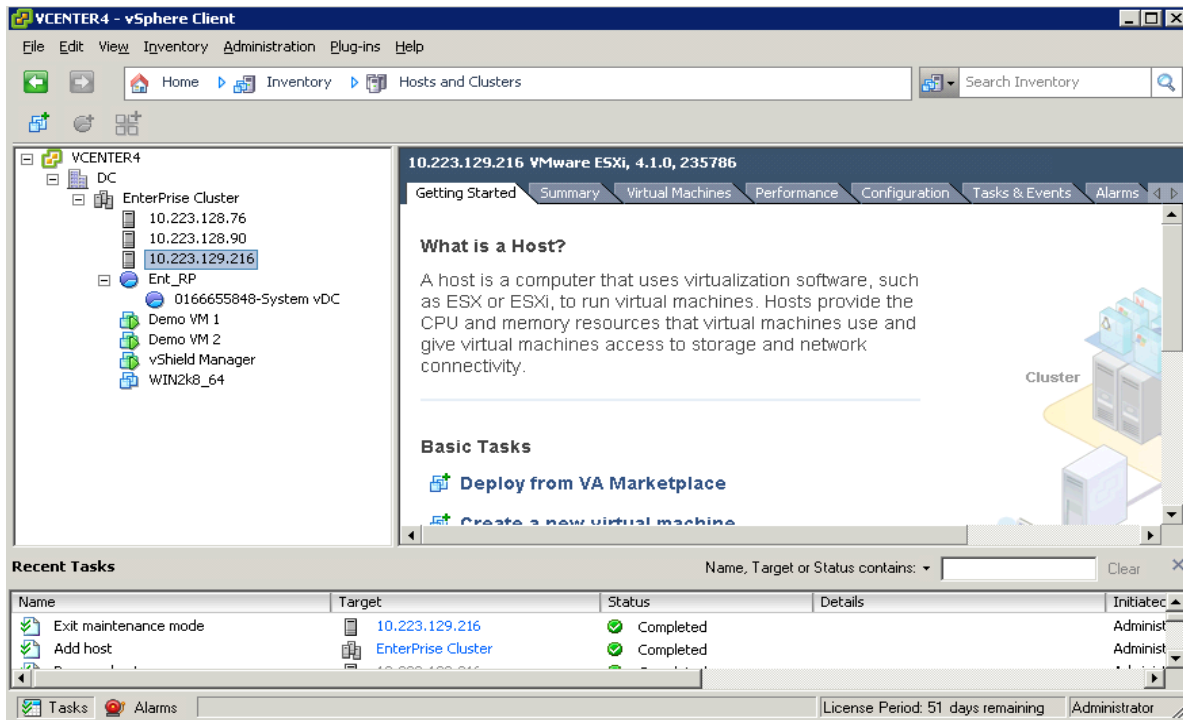 VCENTER4 - vSphere Client
File Edit View Inventory Administration Plug-ins Help
Home Inventory Hosts and Clusters Search Inventory
VCENTER4
DC
EnterPrise Cluster
10.223.128.76
10.223.128.90
10.223.129.216
Ent_RP
0166655848-System vDC
Demo VM 1
Demo VM 2
vShield Manager
WIN2k8_64
10.223.129.216 VMware ESXi, 4.1.0, 235786
Getting Started Summary Virtual Machines Performance Configuration Tasks & Events Alarms
What is a Host?
A host is a computer that uses virtualization software, such
as ESX or ESXi, to run virtual machines. Hosts provide the
CPU and memory resources that virtual machines use and
give virtual machines access to storage and network
connectivity.
Cluster
Basic Tasks
Deploy from VA Marketplace
Create a new virtual machine
Recent Tasks Name, Target or Status contains: Clear
Name Target Status Details Initiated
Exit maintenance mode 10.223.129.216 Completed Administ
Add host EnterPrise Cluster Completed Administ
Tasks Alarms License Period: 51 days remaining Administrator